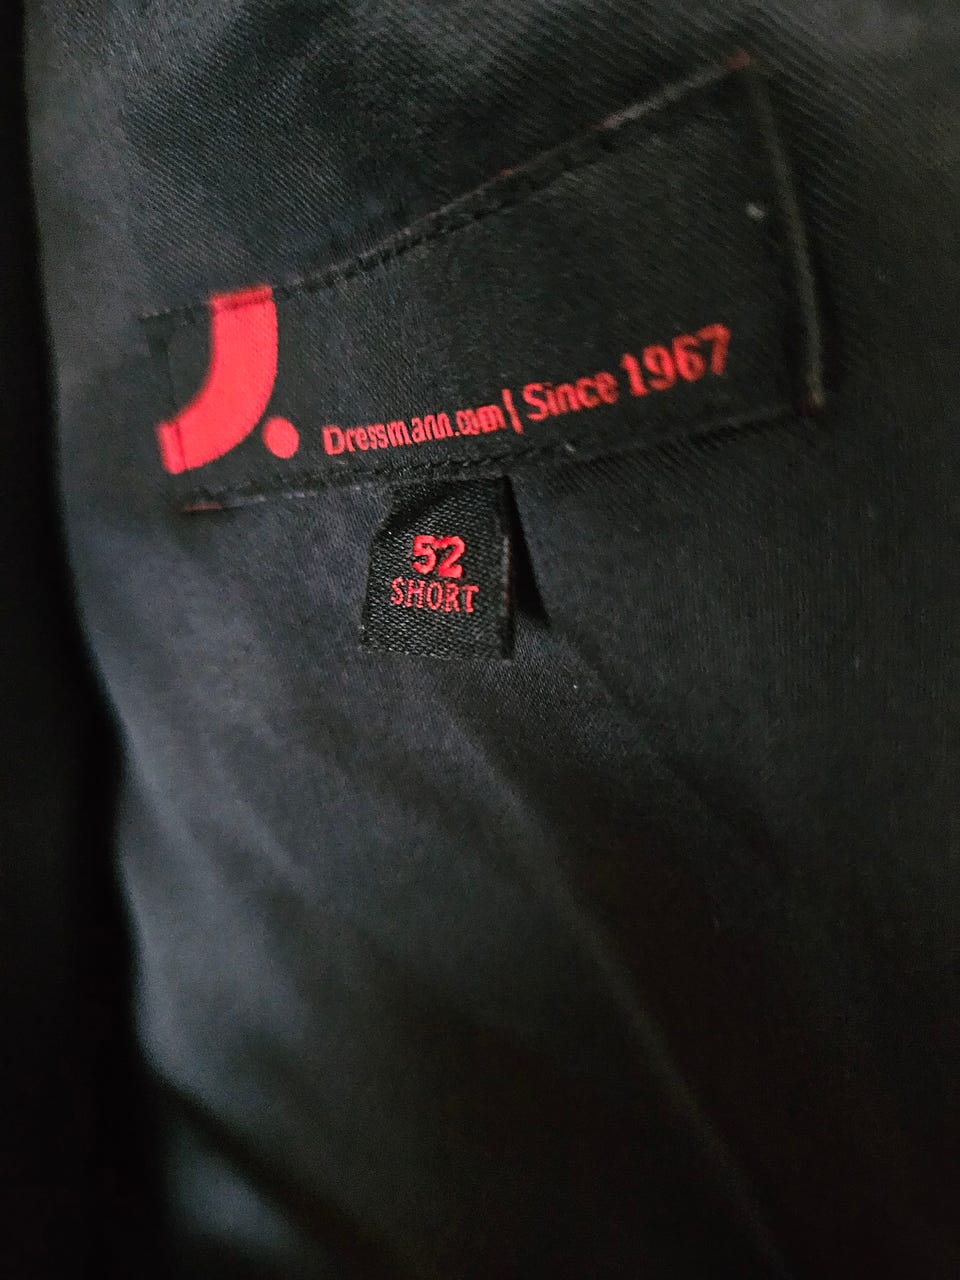 J.
Dressmann.com | Since 1967
52
SHORT